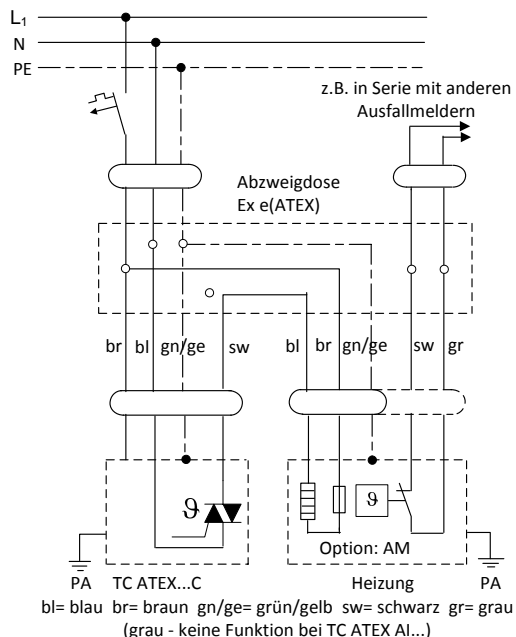 L1
N
PE
z.B. in Serie mit anderen
Ausfallmeldern
Abzweigdose
Ex e(ATEX)
br bl gn/ge sw bl br gn/ge sw gr
ϑ ϑ
Option: AM
PA TC ATEX...C Heizung PA
bl= blau br= braun gn/ge= grün/gelb sw= schwarz gr= grau
(grau - keine Funktion bei TC ATEX AI...)